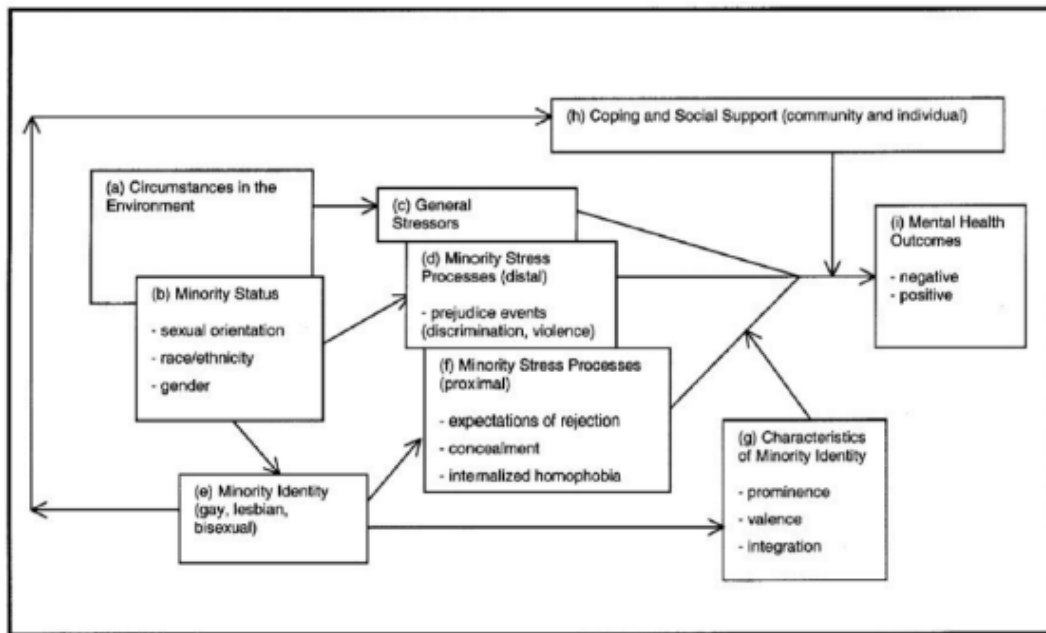 (h) Coping and Social Support (community and individual)
(a) Circumstances in the
Environment
(c) General
Stressors
(i) Mental Health
Outcomes
- negative
- positive
(d) Minority Stress
Processes (distal)
- prejudice events
(discrimination, violence)
(b) Minority Status
- sexual orientation
- race/ethnicity
- gender
(f) Minority Stress Processes
(proximal)
- expectations of rejection
- concealment
- internalized homophobia
(g) Characteristics
of Minority Identity
- prominence
- valence
- integration
(e) Minority Identity
(gay, lesbian,
bisexual)